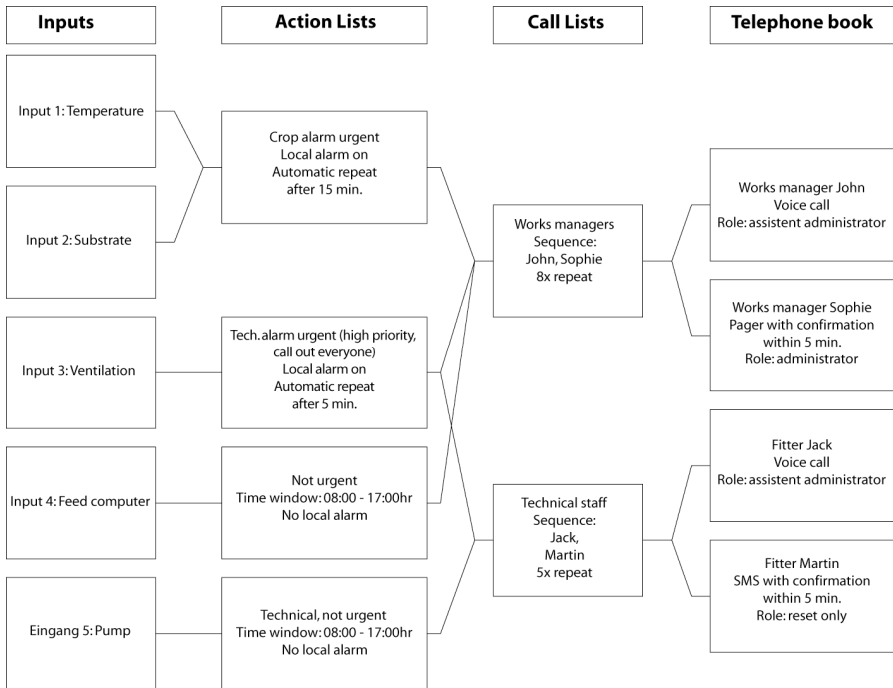 Inputs
Action Lists
Call Lists
Telephone book
Input 1: Temperature
Input 2: Substrate
Input 3: Ventilation
Input 4: Feed computer
Eingang 5: Pump
Crop alarm urgent
Local alarm on
Automatic repeat
after 15 min.
Tech. alarm urgent (high priority,
call out everyone)
Local alarm on
Automatic repeat
after 5 min.
Not urgent
Time window: 08:00 - 17:00hr
No local alarm
Technical, not urgent
Time window: 08:00 - 17:00hr
No local alarm
Works managers
Sequence:
John, Sophie
8x repeat
Technical staff
Sequence:
Jack,
Martin
5x repeat
Works manager John
Voice call
Role: assistent administrator
Works manager Sophie
Pager with confirmation
within 5 min.
Role: administrator
Fitter Jack
Voice call
Role: assistent administrator
Fitter Martin
SMS with confirmation
within 5 min.
Role: reset only